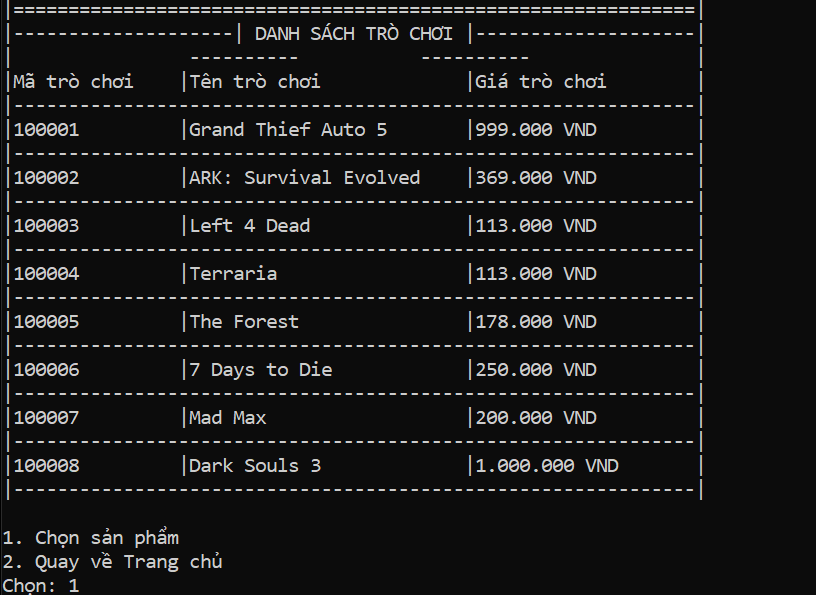 |==============================================================|
|--------------------| DANH SÁCH TRÒ CHƠI |--------------------|
|                ----------           ----------               |
|Mã trò chơi    |Tên trò chơi             |Giá trò chơi        |
|--------------------------------------------------------------|
|100001         |Grand Thief Auto 5       |999.000 VND         |
|--------------------------------------------------------------|
|100002         |ARK: Survival Evolved    |369.000 VND         |
|--------------------------------------------------------------|
|100003         |Left 4 Dead              |113.000 VND         |
|--------------------------------------------------------------|
|100004         |Terraria                 |113.000 VND         |
|--------------------------------------------------------------|
|100005         |The Forest               |178.000 VND         |
|--------------------------------------------------------------|
|100006         |7 Days to Die            |250.000 VND         |
|--------------------------------------------------------------|
|100007         |Mad Max                  |200.000 VND         |
|--------------------------------------------------------------|
|100008         |Dark Souls 3             |1.000.000 VND       |
|--------------------------------------------------------------|
1. Chọn sản phẩm
2. Quay về Trang chủ
Chọn: 1